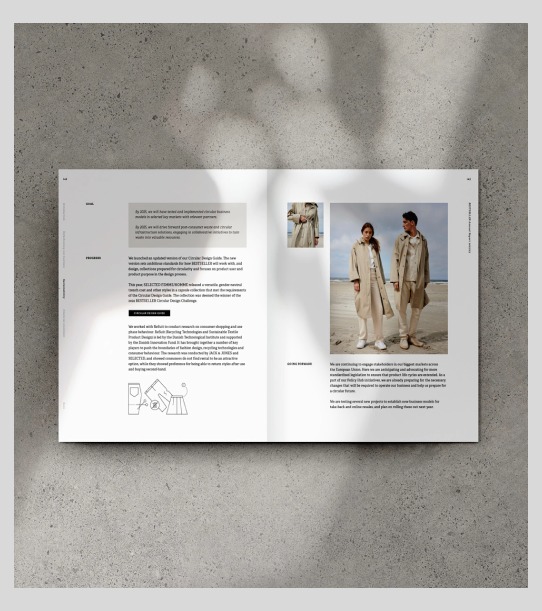 GOAL
By 2025, we will have tested and implemented circular business
models in selected key markets with relevant partners.
By 2025, we will drive forward post-consumer waste and circular
infrastructure solutions, engaging in collaborative initiatives to turn
waste into valuable resources.
PROGRESS
We launched an updated version of our Circular Design Guide. The new
version sets ambitious standards for how BESTSELLER will work with, and
design, collections prepared for circularity and focuses on product uses and
product purpose in the design process.
This year SELECTED FEMME/HOMME released a versatile, gender-neutral
trench coat and other styles in a capsule collection that met the requirements
of the Circular Design Guide. The collection was deemed the winner of the
2021 BESTSELLER Circular Design Challenge.
CIRCULAR DESIGN GUIDE
We worked with ReSuit to conduct research on consumer shopping and use
phase behaviour. ReSuit (Recycling Technologies and Sustainable Textile
Product Design) is led by the Danish Technological Institute and supported
by the Danish Innovation Fund. It has brought together a number of key
players to push the boundaries of fashion design, recycling technologies and
consumer behaviour. The research was conducted by JACK & JONES and
SELECTED, and showed consumers do not find rental to be an attractive
option, while they showed preference for being able to return styles after use
and buying second hand.
BESTSELLER Annual Report
GOING FORWARD
We are continuing to engage stakeholders in our biggest markets across
the European Union. Here we are anticipating and advocating for more
standardised legislation to ensure that product life cycles are extended. As a
part of our Policy Hub initiatives, we are already preparing for the necessary
changes that will be required to operate our business and help us prepare for
a circular future.
We are testing several new projects to establish new business models for
take-back and online resales, and plan on rolling these out next year.